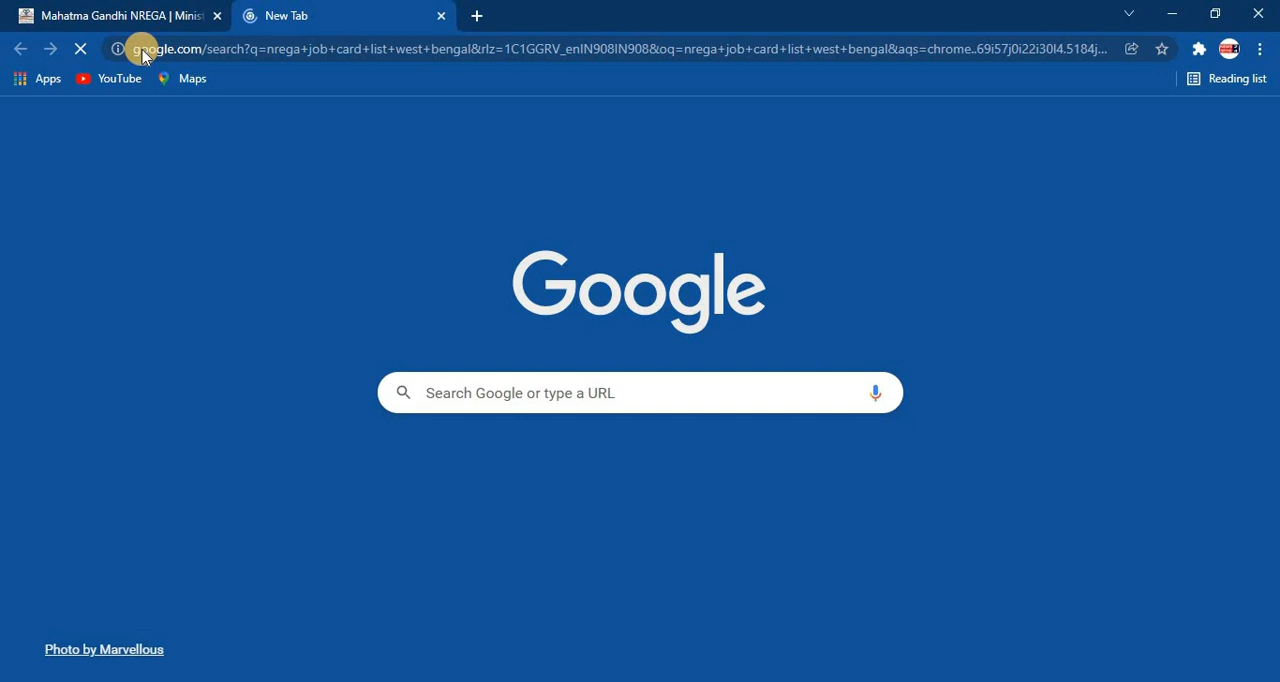 Mahatma Gandhi NREGA | Minis
New Tab
google.com/search?q=nrega+job+card+list+west+bengal&rlz=1C1GGRV_enIN908IN908&oq=nrega+job+card+list+west+bengal&aqs=chrome..69i57j0i22i30l4.5184j...
Apps
YouTube
Maps
Reading list
Google
Search Google or type a URL
Photo by Marvellous